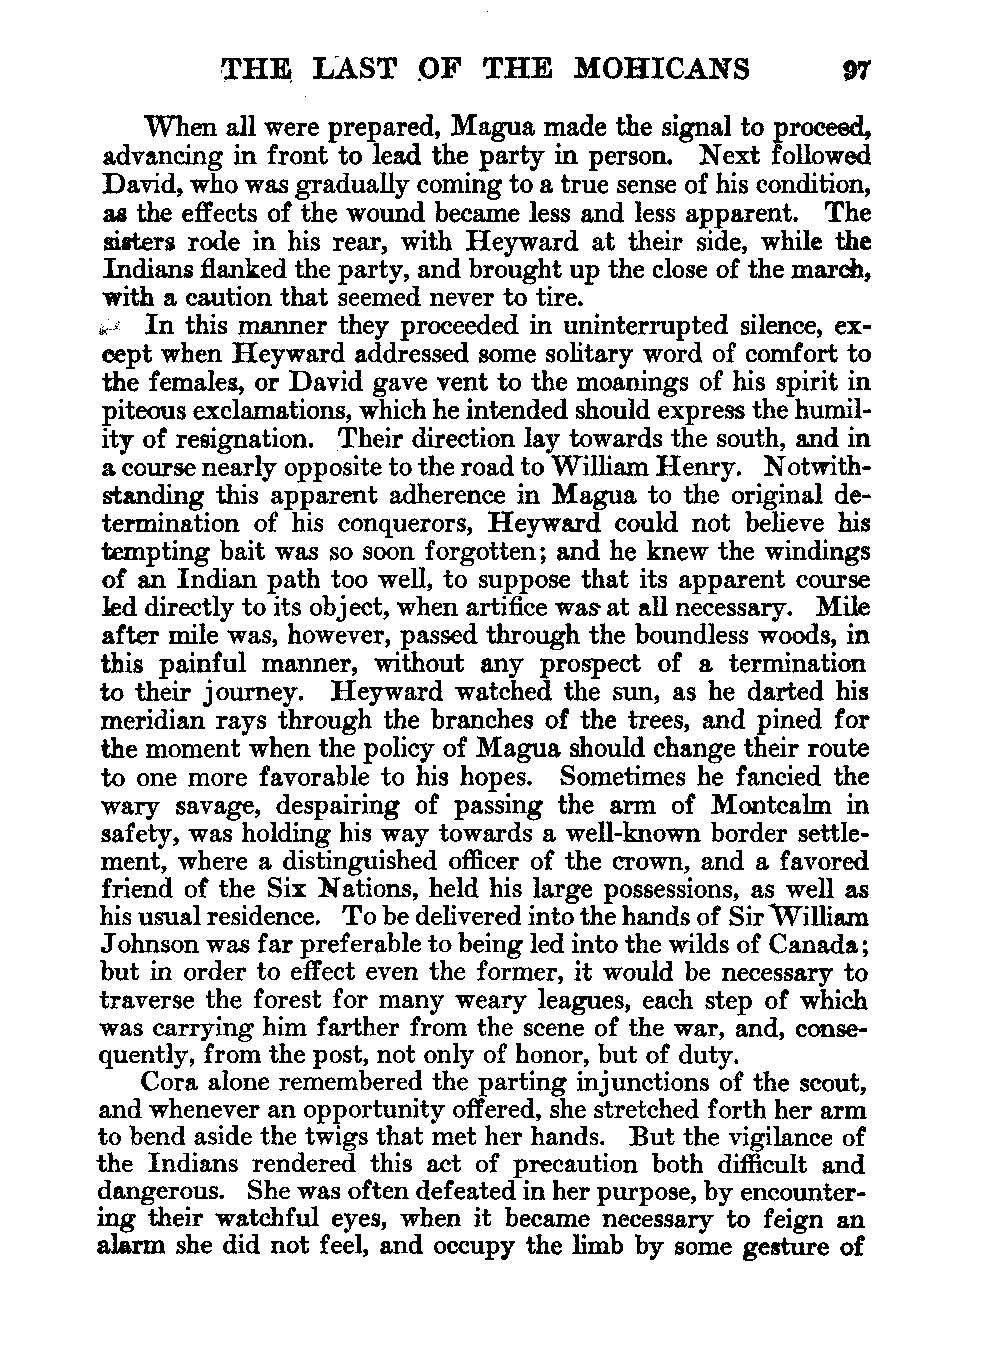 THE LAST OF THE MOHICANS 97
When all were prepared, Magua made the signal to proceed,
advancing in front to lead the party in person. Next followed
David, who was gradually coming to a true sense of his condition,
as the effects of the wound became less and less apparent. The
sisters rode in his rear, with Heyward at their side, while the
Indians flanked the party, and brought up the close of the march,
with a caution that seemed never to tire.
In this manner they proceeded in uninterrupted silence, ex-
cept when Heyward addressed some solitary word of comfort to
the females, or David gave vent to the moanings of his spirit in
piteous exclamations, which he intended should express the humil-
ity of resignation. Their direction lay towards the south, and in
a course nearly opposite to the road to William Henry. Notwith-
standing this apparent adherence in Magua to the original de-
termination of his conquerors, Heyward could not believe his
tempting bait was so soon forgotten; and he knew the windings
of an Indian path too well, to suppose that its apparent course
led directly to its object, when artifice was at all necessary. Mile
after mile was, however, passed through the boundless woods, in
this painful manner, without any prospect of a termination
to their journey. Heyward watched the sun, as he darted his
meridian rays through the branches of the trees, and pined for
the moment when the policy of Magua should change their route
to one more favorable to his hopes. Sometimes he fancied the
wary savage, despairing of passing the arm of Montcalm in
safety, was holding his way towards a well-known border settle-
ment, where a distinguished officer of the crown, and a favored
friend of the Six Nations, held his large possessions, as well as
his usual residence. To be delivered into the hands of Sir William
Johnson was far preferable to being led into the wilds of Canada;
but in order to effect even the former, it would be necessary to
traverse the forest for many weary leagues, each step of which
was carrying him farther from the scene of the war, and, conse-
quently, from the post, not only of honor, but of duty.
Cora alone remembered the parting injunctions of the scout,
and whenever an opportunity offered, she stretched forth her arm
to bend aside the twigs that met her hands. But the vigilance of
the Indians rendered this act of precaution both difficult and
dangerous. She was often defeated in her purpose, by encounter-
ing their watchful eyes, when it became necessary to feign an
alarm she did not feel, and occupy the limb by some gesture of